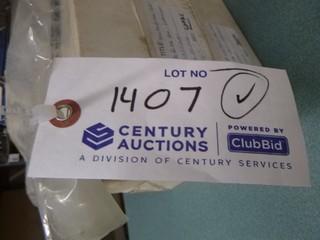 LOT NO
1407 ✓
CENTURY AUCTIONS
POWERED BY
ClubBid
A DIVISION OF CENTURY SERVICES